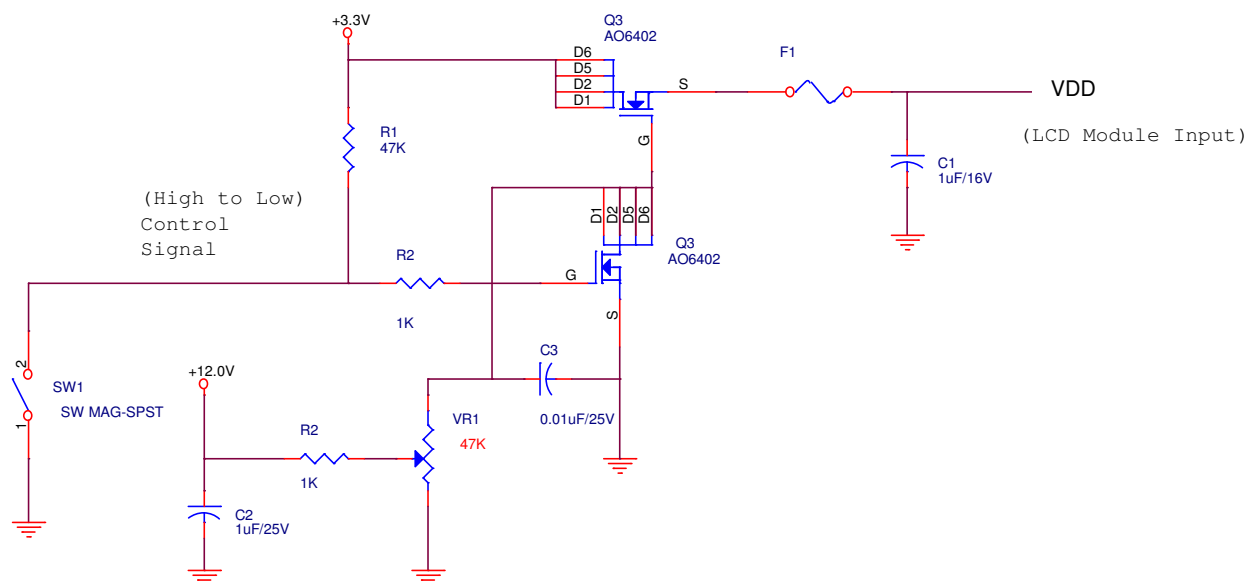 +3.3V
Q3
AO6402
D6
D5
D2
D1
S
G
F1
VDD
(LCD Module Input)
R1
47K
C1
1uF/16V
(High to Low)
Control
Signal
D1
D2
D5
D6
Q3
AO6402
R2
1K
G
S
2
1
SW1
SW MAG-SPST
+12.0V
C3
0.01uF/25V
R2
1K
VR1
47K
C2
1uF/25V